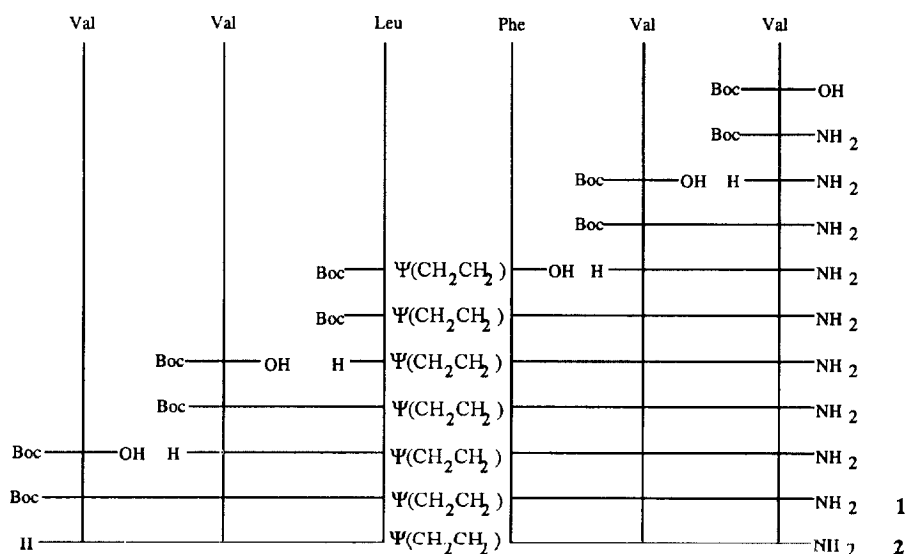 Val Val Leu Phe Val Val
Boc OH
Boc NH2
Boc OH H NH2
Boc NH2
Boc Ψ(CH2CH2) OH H NH2
Boc Ψ(CH2CH2) NH2
Boc OH H Ψ(CH2CH2) NH2
Boc Ψ(CH2CH2) NH2
Boc OH H Ψ(CH2CH2) NH2
Boc Ψ(CH2CH2) NH2 1
H Ψ(CH2CH2) NH2 2